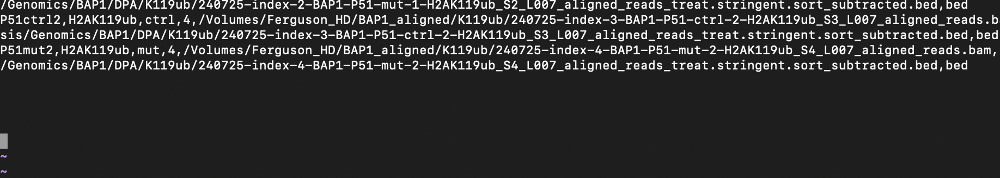 /Genomics/BAP1/DPA/K119ub/240725-index-2-BAP1-P51-mut-1-H2AK119ub_S2_L007_aligned_reads_treat.stringent.sort_subtracted.bed,bed
P51ctrl2,H2AK119ub,ctrl,4,/Volumes/Ferguson_HD/BAP1_aligned/K119ub/240725-index-3-BAP1-P51-ctrl-2-H2AK119ub_S3_L007_aligned_reads.b
sis/Genomics/BAP1/DPA/K119ub/240725-index-3-BAP1-P51-ctrl-2-H2AK119ub_S3_L007_aligned_reads_treat.stringent.sort_subtracted.bed,bed
P51mut2,H2AK119ub,mut,4,/Volumes/Ferguson_HD/BAP1_aligned/K119ub/240725-index-4-BAP1-P51-mut-2-H2AK119ub_S4_L007_aligned_reads.bam,
/Genomics/BAP1/DPA/K119ub/240725-index-4-BAP1-P51-mut-2-H2AK119ub_S4_L007_aligned_reads_treat.stringent.sort_subtracted.bed,bed
~
~